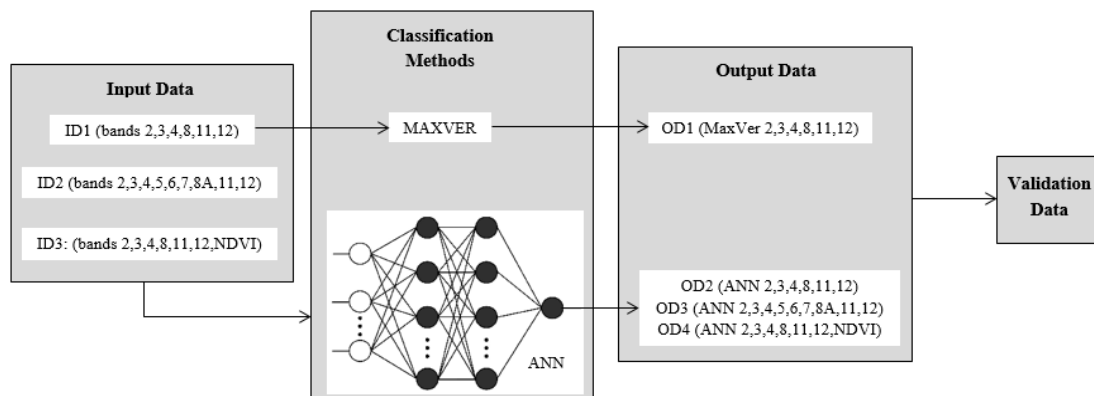 Input Data
ID1 (bands 2,3,4,8,11,12)
ID2 (bands 2,3,4,5,6,7,8A,11,12)
ID3: (bands 2,3,4,8,11,12,NDVI)
Classification
Methods
MAXVER
ANN
Output Data
OD1 (MaxVer 2,3,4,8,11,12)
OD2 (ANN 2,3,4,8,11,12)
OD3 (ANN 2,3,4,5,6,7,8A,11,12)
OD4 (ANN 2,3,4,8,11,12,NDVI)
Validation
Data